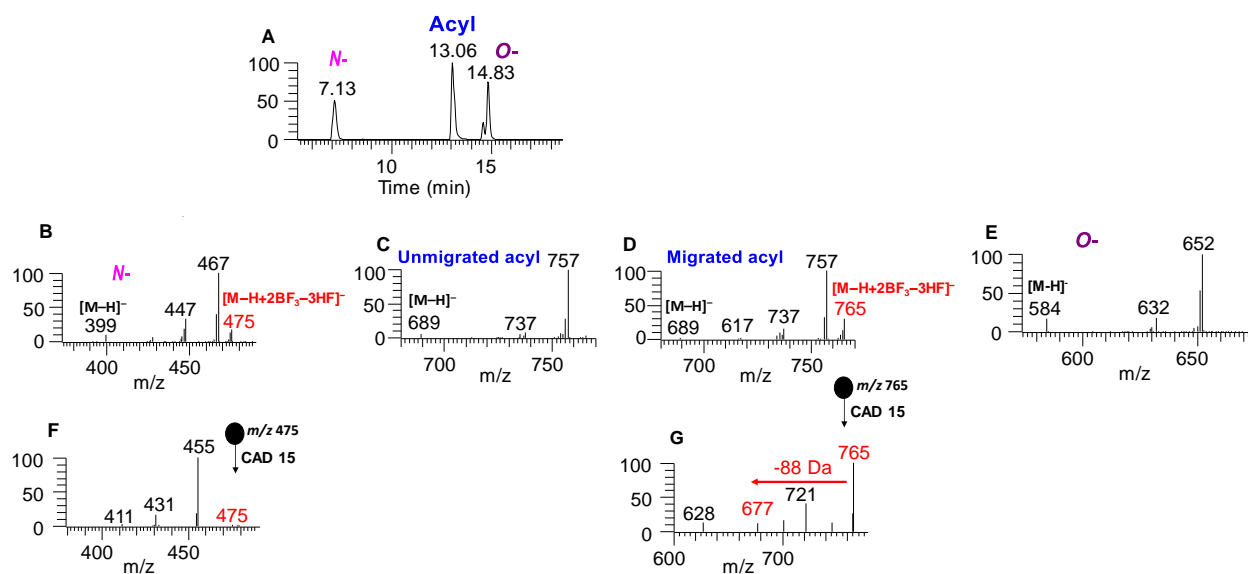 A
Acyl
N-
13.06
O-
7.13
14.83
100
50
0
10
15
Time (min)
B
N-
100
50
0
[M–H]⁻
399
447
467
[M–H+2BF₃–3HF]⁻
475
400
450
m/z
C
Unmigrated acyl
100
50
0
[M–H]⁻
689
737
757
700
750
m/z
D
Migrated acyl
100
50
0
[M–H]⁻
689
617
737
757
[M–H+2BF₃–3HF]⁻
765
700
750
m/z
E
O-
100
50
0
[M-H]⁻
584
632
652
600
650
m/z
F
m/z 475
CAD 15
100
50
0
411
431
455
475
400
450
m/z
m/z 765
CAD 15
G
100
50
0
-88 Da
628
677
721
765
600
700
m/z